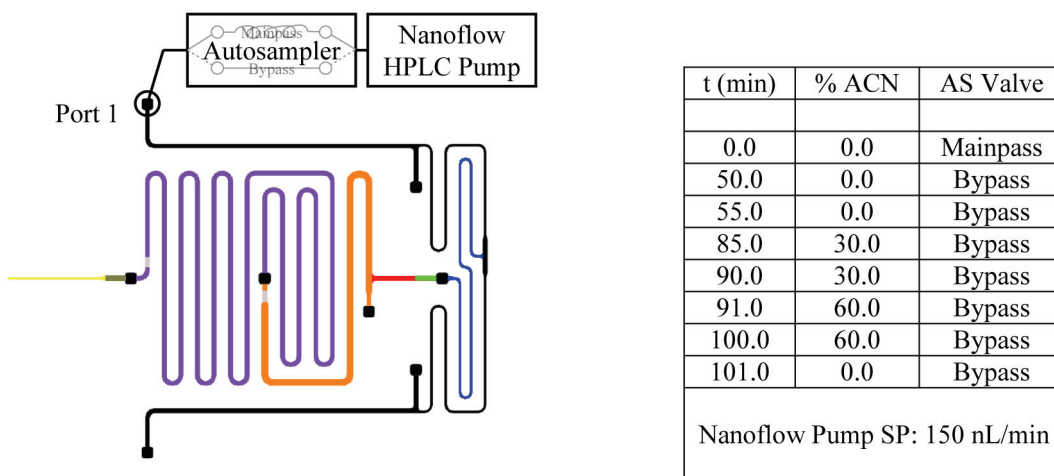 Mainpass
Autosampler
Bypass
Nanoflow
HPLC Pump
Port 1
t (min) % ACN AS Valve
0.0 0.0 Mainpass
50.0 0.0 Bypass
55.0 0.0 Bypass
85.0 30.0 Bypass
90.0 30.0 Bypass
91.0 60.0 Bypass
100.0 60.0 Bypass
101.0 0.0 Bypass
Nanoflow Pump SP: 150 nL/min